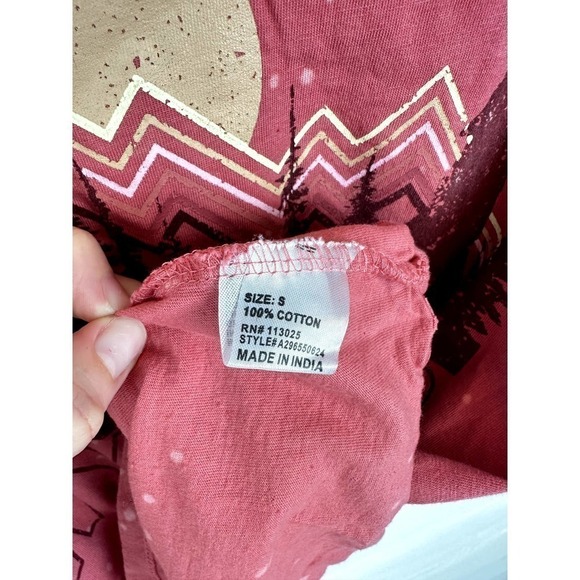 SIZE: S
100% COTTON
RN# 113025
STYLE#A296550624
MADE IN INDIA